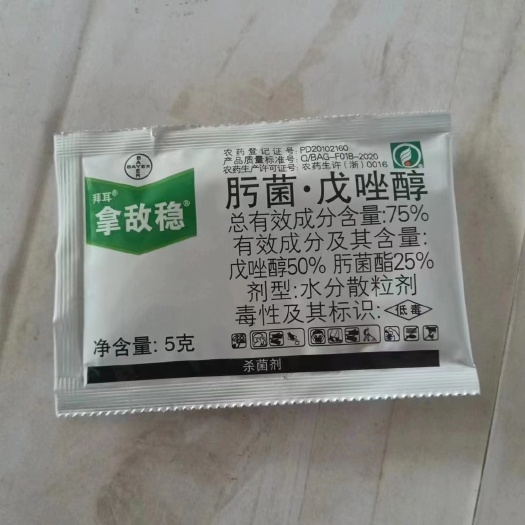 农药登记证号:PD20102160
产品质量标准号:Q/BAG-F01B-2020
农药生产许可证号:农药生许(浙)0016
BAYER
拜耳®
拿敌稳®
肟菌·戊唑醇
总有效成分含量:75%
有效成分及其含量:
戊唑醇50% 肟菌酯25%
剂型:水分散粒剂
毒性及其标识:低毒
净含量: 5克
杀菌剂